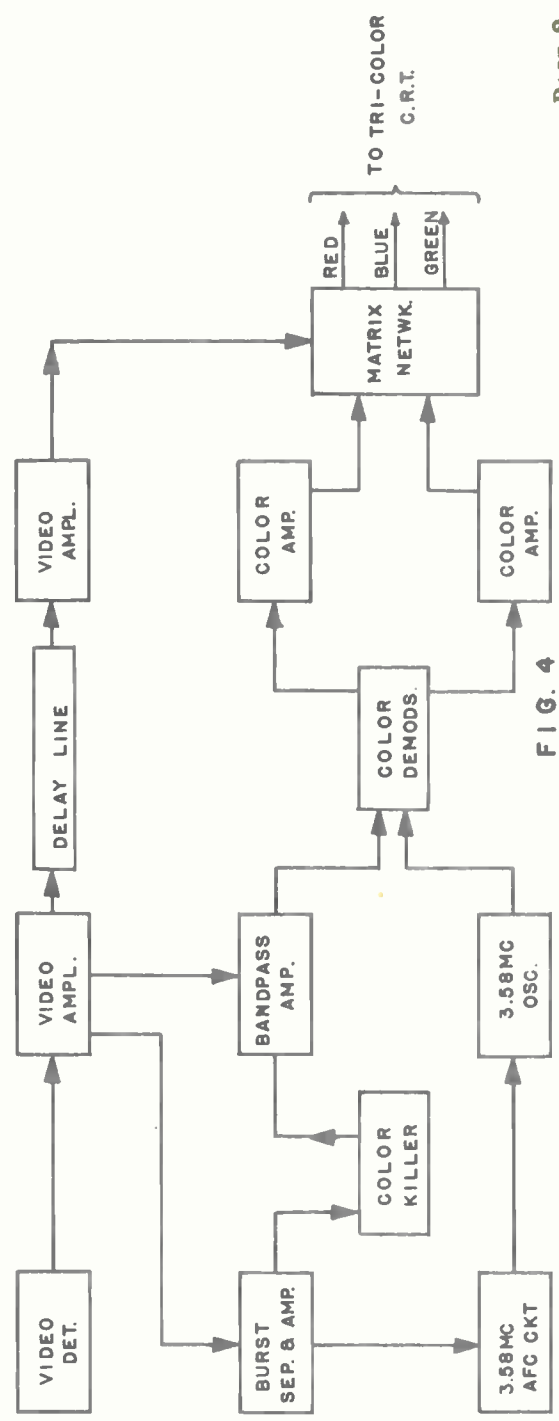 VIDEO
DET.
VIDEO
AMPL.
DELAY LINE
VIDEO
AMPL.
BURST
SEP. & AMP.
COLOR
KILLER
BANDPASS
AMP.
COLOR
AMP.
3.58MC
AFC CKT
3.58MC
OSC.
COLOR
DEMODS.
COLOR
AMP.
MATRIX
NETWK.
RED
BLUE
GREEN
TO TRI-COLOR
C.R.T.
FIG. 4